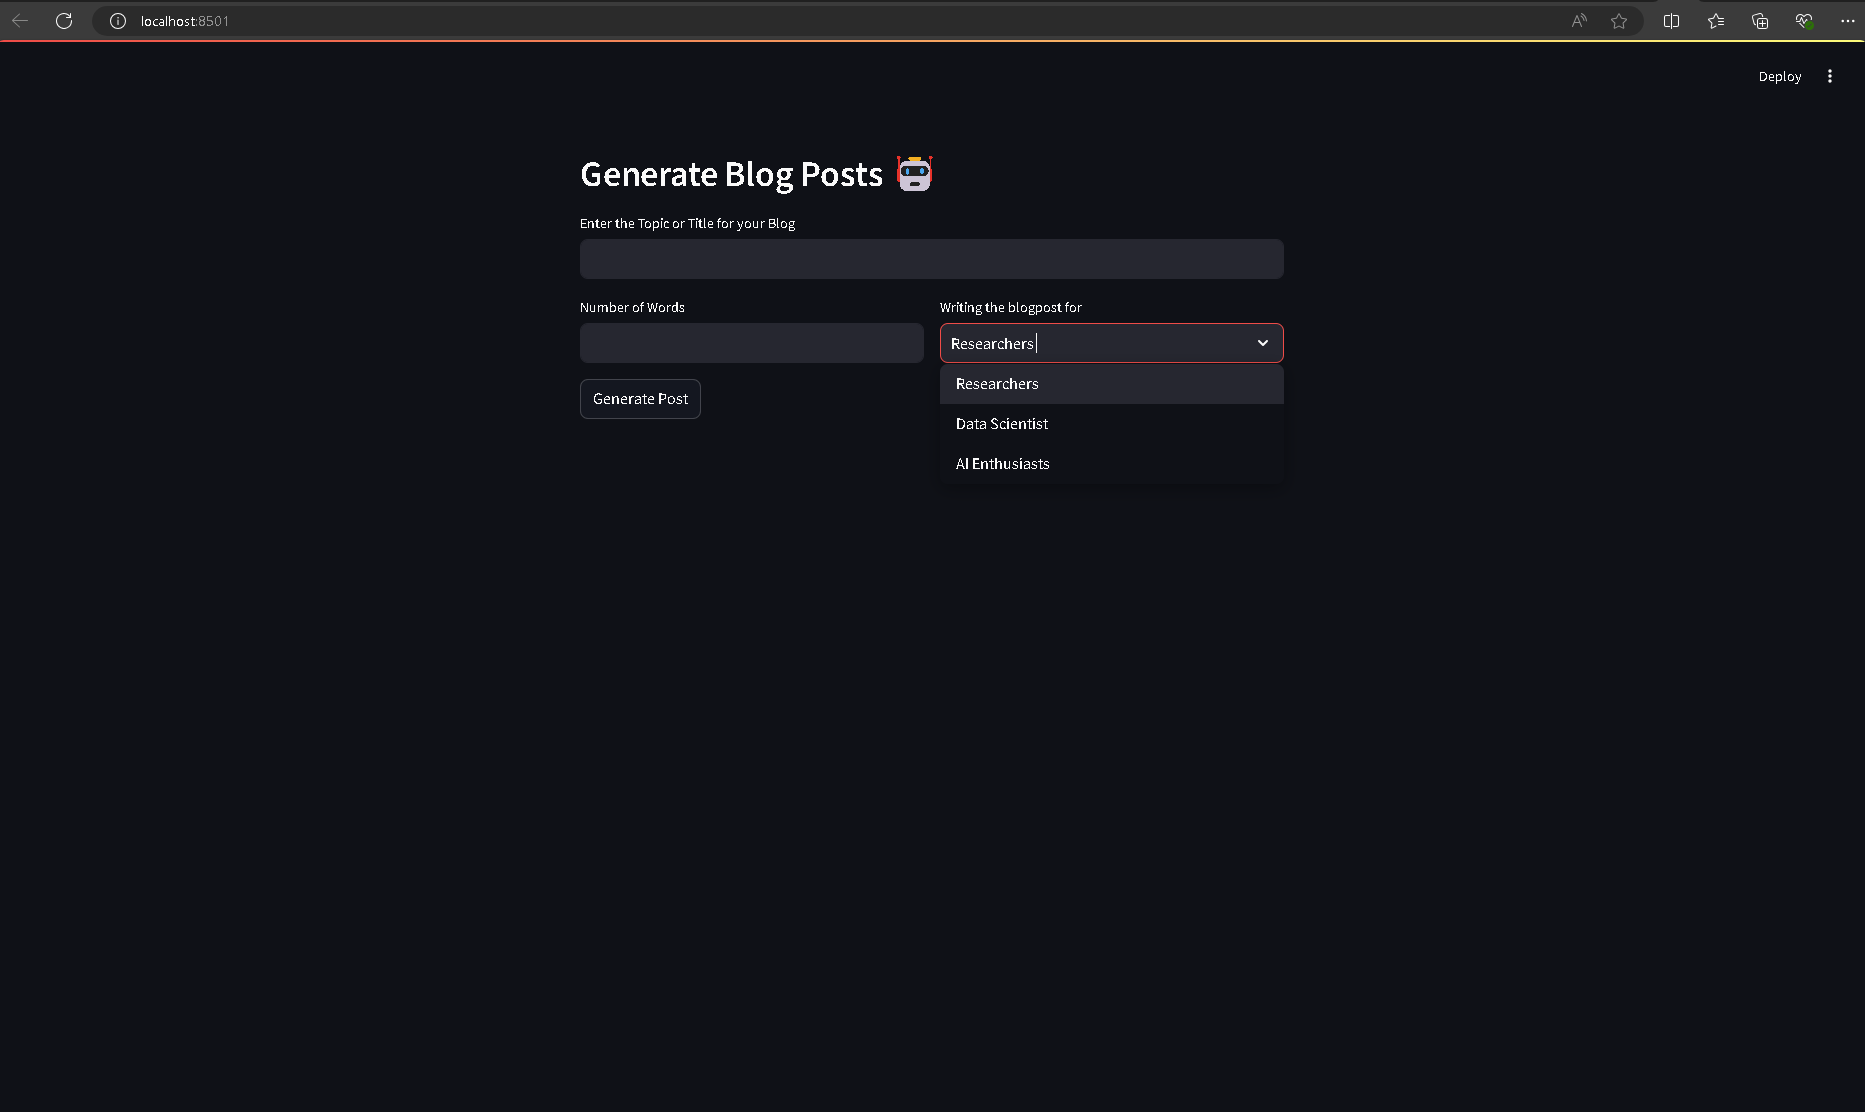 localhost:8501
Deploy
Generate Blog Posts
Enter the Topic or Title for your Blog
Number of Words
Writing the blogpost for
Researchers
Generate Post
Researchers
Data Scientist
AI Enthusiasts